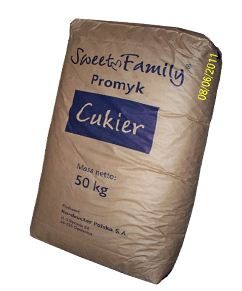 Sweet Family®
Promyk
Cukier
Masa netto:
50 kg
Nordzucker Polska S.A.
08/06/2011